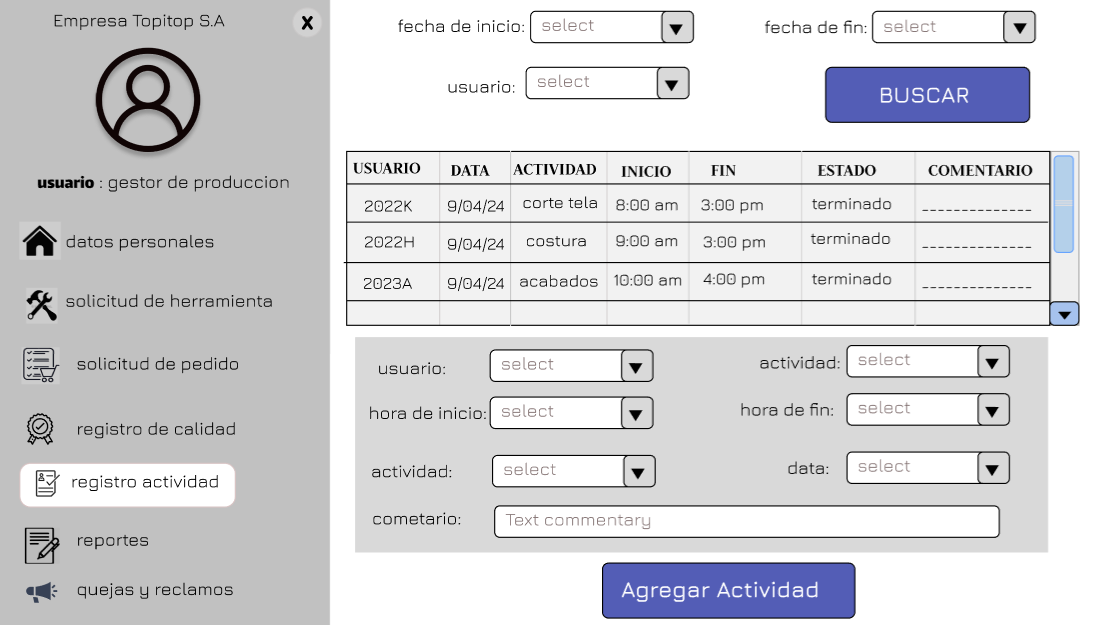 Empresa Topitop S.A
X
usuario : gestor de produccion
datos personales
solicitud de herramienta
solicitud de pedido
registro de calidad
registro actividad
reportes
quejas y reclamos
fecha de inicio: select
fecha de fin: select
usuario: select
BUSCAR
USUARIO DATA ACTIVIDAD INICIO FIN ESTADO COMENTARIO
2022K 9/04/24 corte tela 8:00 am 3:00 pm terminado ______________
2022H 9/04/24 costura 9:00 am 3:00 pm terminado ______________
2023A 9/04/24 acabados 10:00 am 4:00 pm terminado ______________
usuario: select
actividad: select
hora de inicio: select
hora de fin: select
actividad: select
data: select
cometario: Text commentary
Agregar Actividad